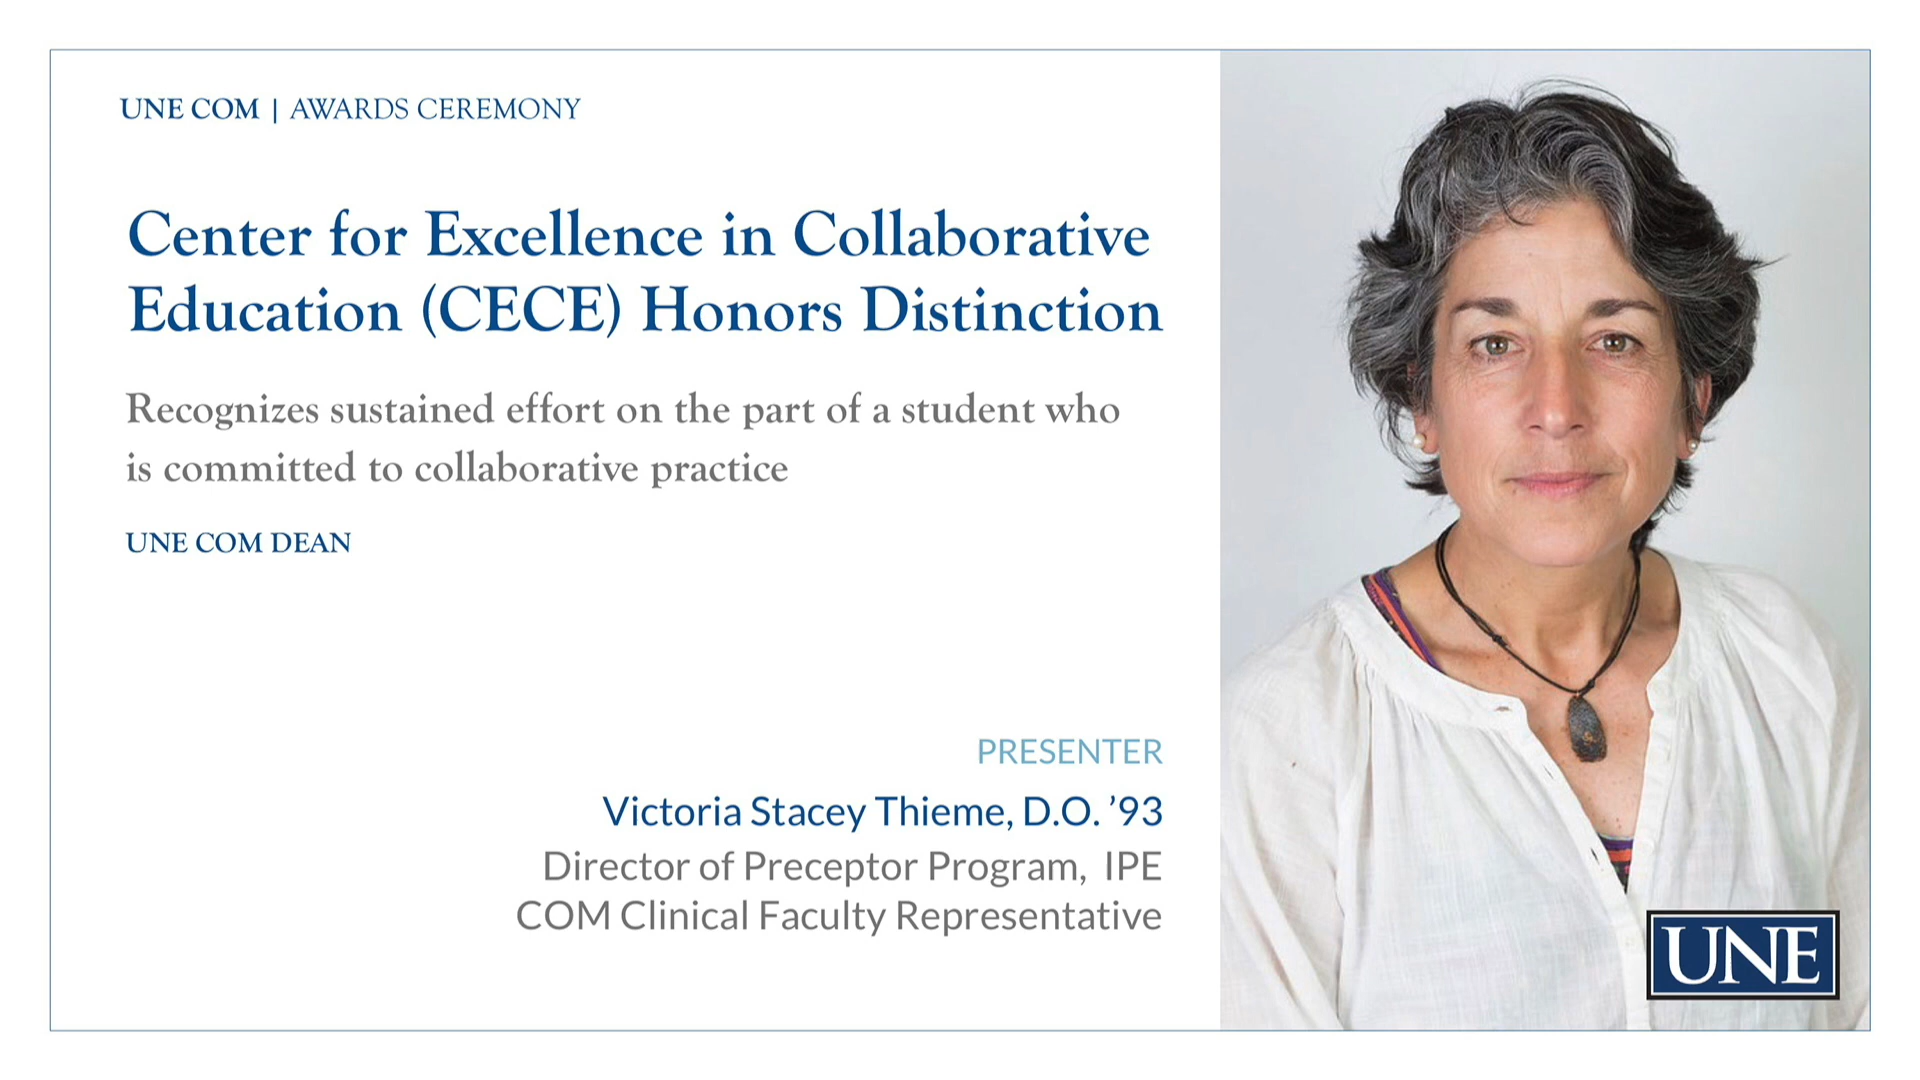 UNE COM | AWARDS CEREMONY
Center for Excellence in Collaborative
Education (CECE) Honors Distinction
Recognizes sustained effort on the part of a student who
is committed to collaborative practice
UNE COM DEAN
PRESENTER
Victoria Stacey Thieme, D.O. ’93
Director of Preceptor Program, IPE
COM Clinical Faculty Representative
UNE